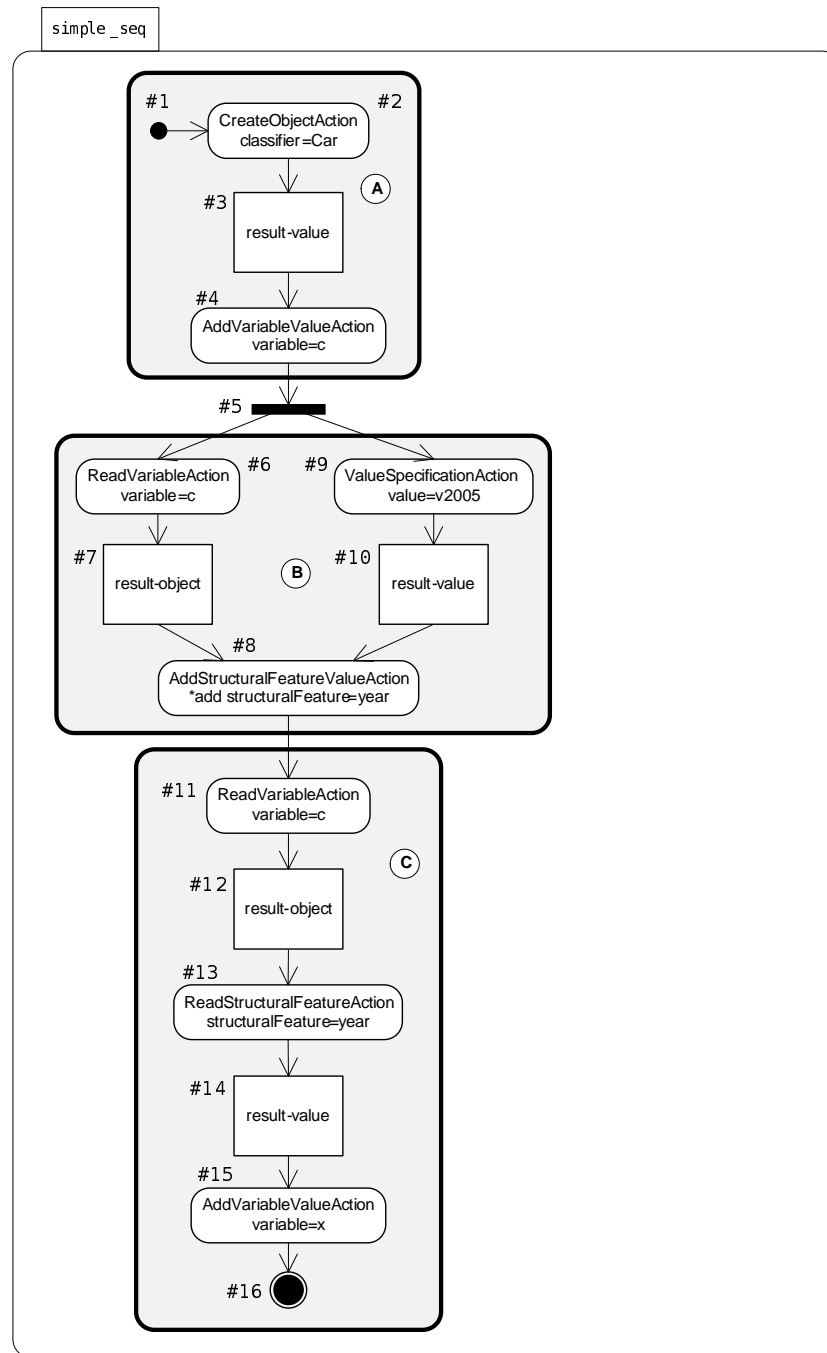 simple_seq
#1
#2
CreateObjectAction
classifier=Car
A
#3
result-value
#4
AddVariableValueAction
variable=c
#5
#6
#9
ReadVariableAction
variable=c
ValueSpecificationAction
value=v2005
#7
result-object
B
#10
result-value
#8
AddStructuralFeatureValueAction
*add structuralFeature=year
#11
ReadVariableAction
variable=c
C
#12
result-object
#13
ReadStructuralFeatureAction
structuralFeature=year
#14
result-value
#15
AddVariableValueAction
variable=x
#16